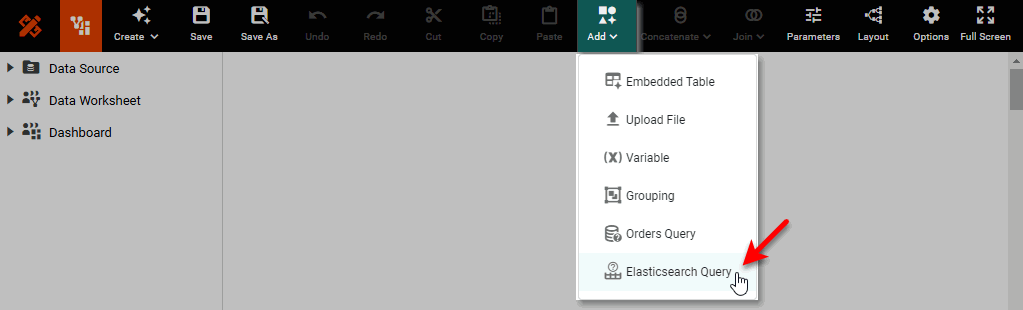 Create
Save
Save As
Undo
Redo
Cut
Copy
Paste
Add
Concatenate
Join
Parameters
Layout
Options
Full Screen
Data Source
Data Worksheet
Dashboard
Embedded Table
Upload File
(X) Variable
Grouping
Orders Query
Elasticsearch Query